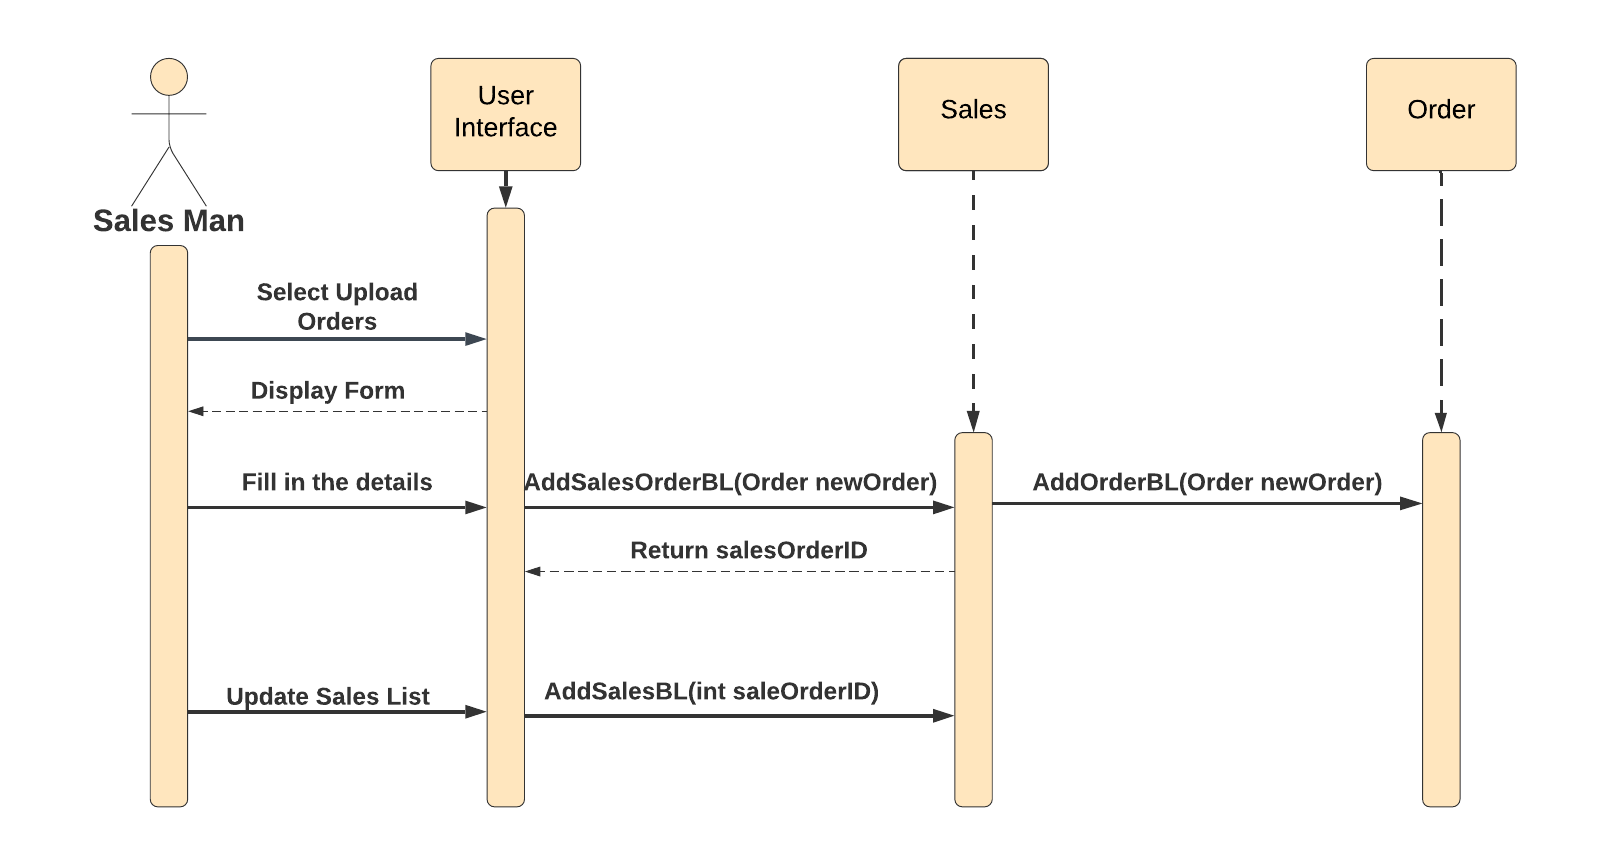 User
Interface
Sales
Order
Sales Man
Select Upload
Orders
Display Form
Fill in the details
AddSalesOrderBL(Order newOrder)
AddOrderBL(Order newOrder)
Return salesOrderID
Update Sales List
AddSalesBL(int saleOrderID)